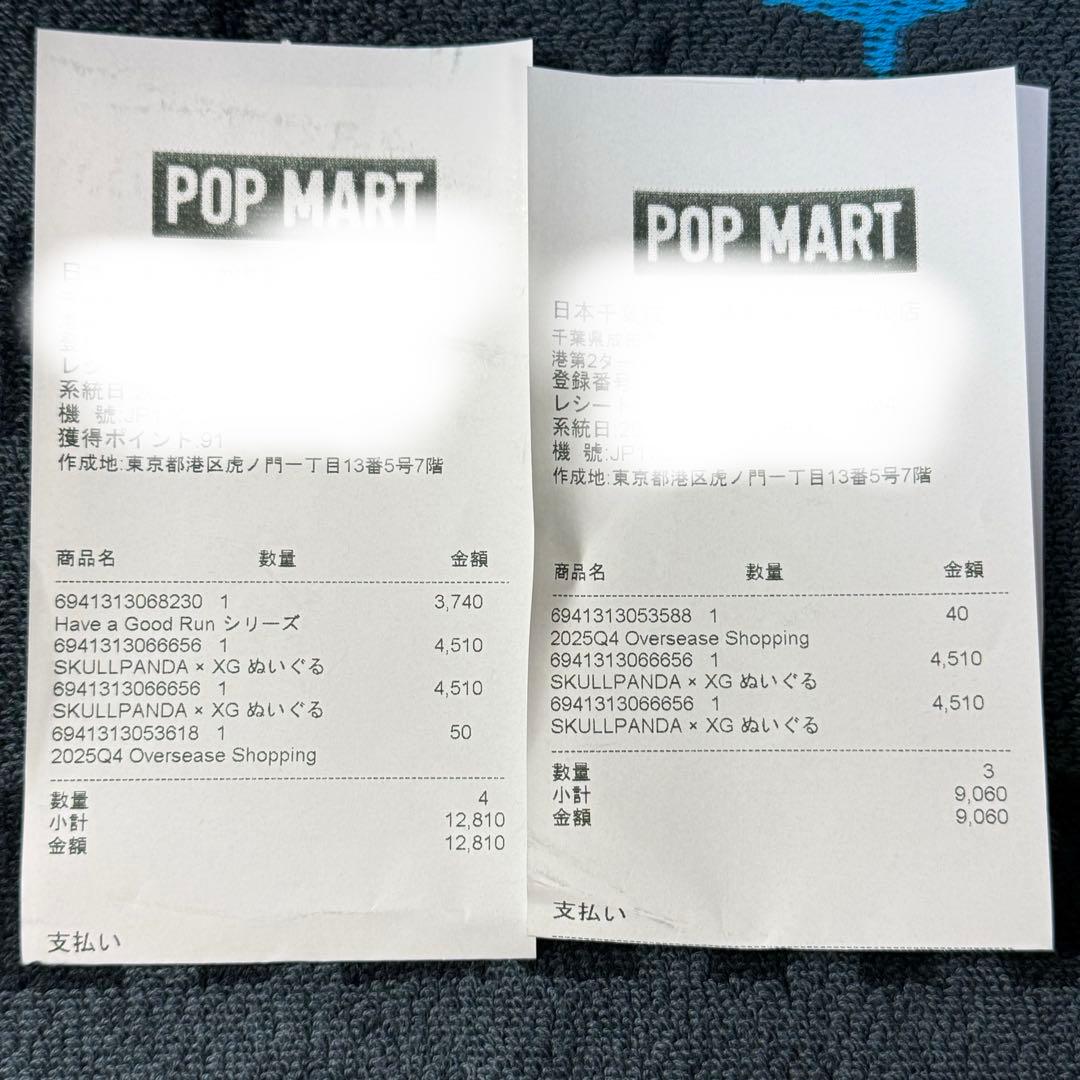 POP MART
系統日
機 號:JP
獲得ポイント:91
作成地:東京都港区虎ノ門一丁目13番5号7階
商品名 数量 金額
6941313068230 1 3,740
Have a Good Run シリーズ
6941313066656 1 4,510
SKULLPANDA × XG ぬいぐる
6941313066656 1 4,510
SKULLPANDA × XG ぬいぐる
6941313053618 1 50
2025Q4 Oversease Shopping
数量 4
小計 12,810
金額 12,810
支払い
POP MART
日本千葉
千葉県成
港第2ター
登録番号
レシート
系統日:
機 號:JP
作成地:東京都港区虎ノ門一丁目13番5号7階
商品名 数量 金額
6941313053588 1 40
2025Q4 Oversease Shopping
6941313066656 1 4,510
SKULLPANDA × XG ぬいぐる
6941313066656 1 4,510
SKULLPANDA × XG ぬいぐる
数量 3
小計 9,060
金額 9,060
支払い